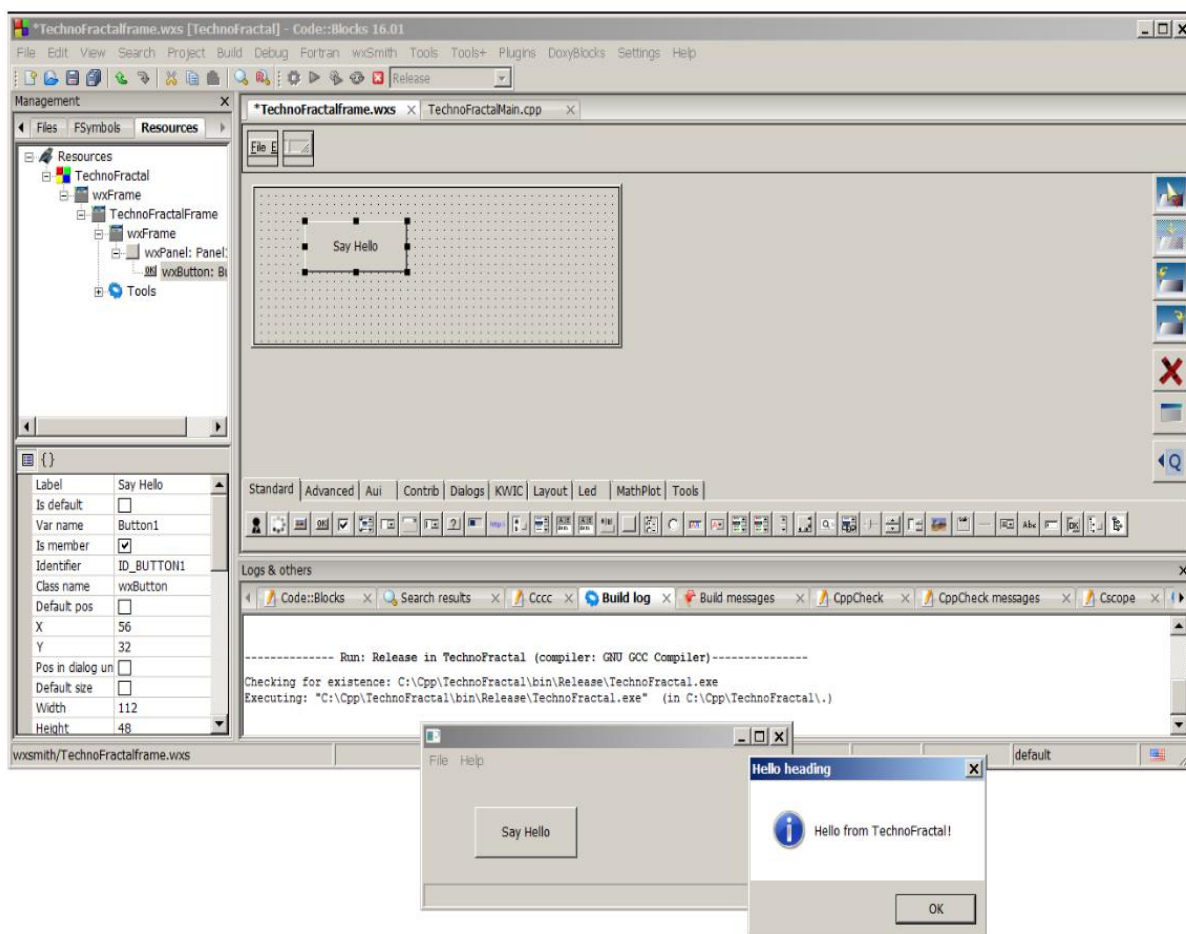 *TechnoFractalframe.wxs [TechnoFractal] - Code::Blocks 16.01
File Edit View Search Project Build Debug Fortran wxSmith Tools Tools+ Plugins DoxyBlocks Settings Help
Release
Management
Files FSymbols Resources
Resources
TechnoFractal
wxFrame
TechnoFractalFrame
wxFrame
wxPanel: Panel
wxButton: Bu
Tools
*TechnoFractalframe.wxs TechnoFractalMain.cpp
File E
Say Hello
Q
{}
Label Say Hello
Is default
Var name Button1
Is member
Identifier ID_BUTTON1
Class name wxButton
Default pos
X 56
Y 32
Pos in dialog un
Default size
Width 112
Height 48
Standard Advanced Aui Contrib Dialogs KWIC Layout Led MathPlot Tools
Logs & others
Code::Blocks Search results Cccc Build log Build messages CppCheck CppCheck messages Cscope
-------------- Run: Release in TechnoFractal (compiler: GNU GCC Compiler)---------------
Checking for existence: C:\Cpp\TechnoFractal\bin\Release\TechnoFractal.exe
Executing: "C:\Cpp\TechnoFractal\bin\Release\TechnoFractal.exe" (in C:\Cpp\TechnoFractal\.)
wxsmith/TechnoFractalframe.wxs
default
File Help
Say Hello
Hello heading
Hello from TechnoFractal!
OK